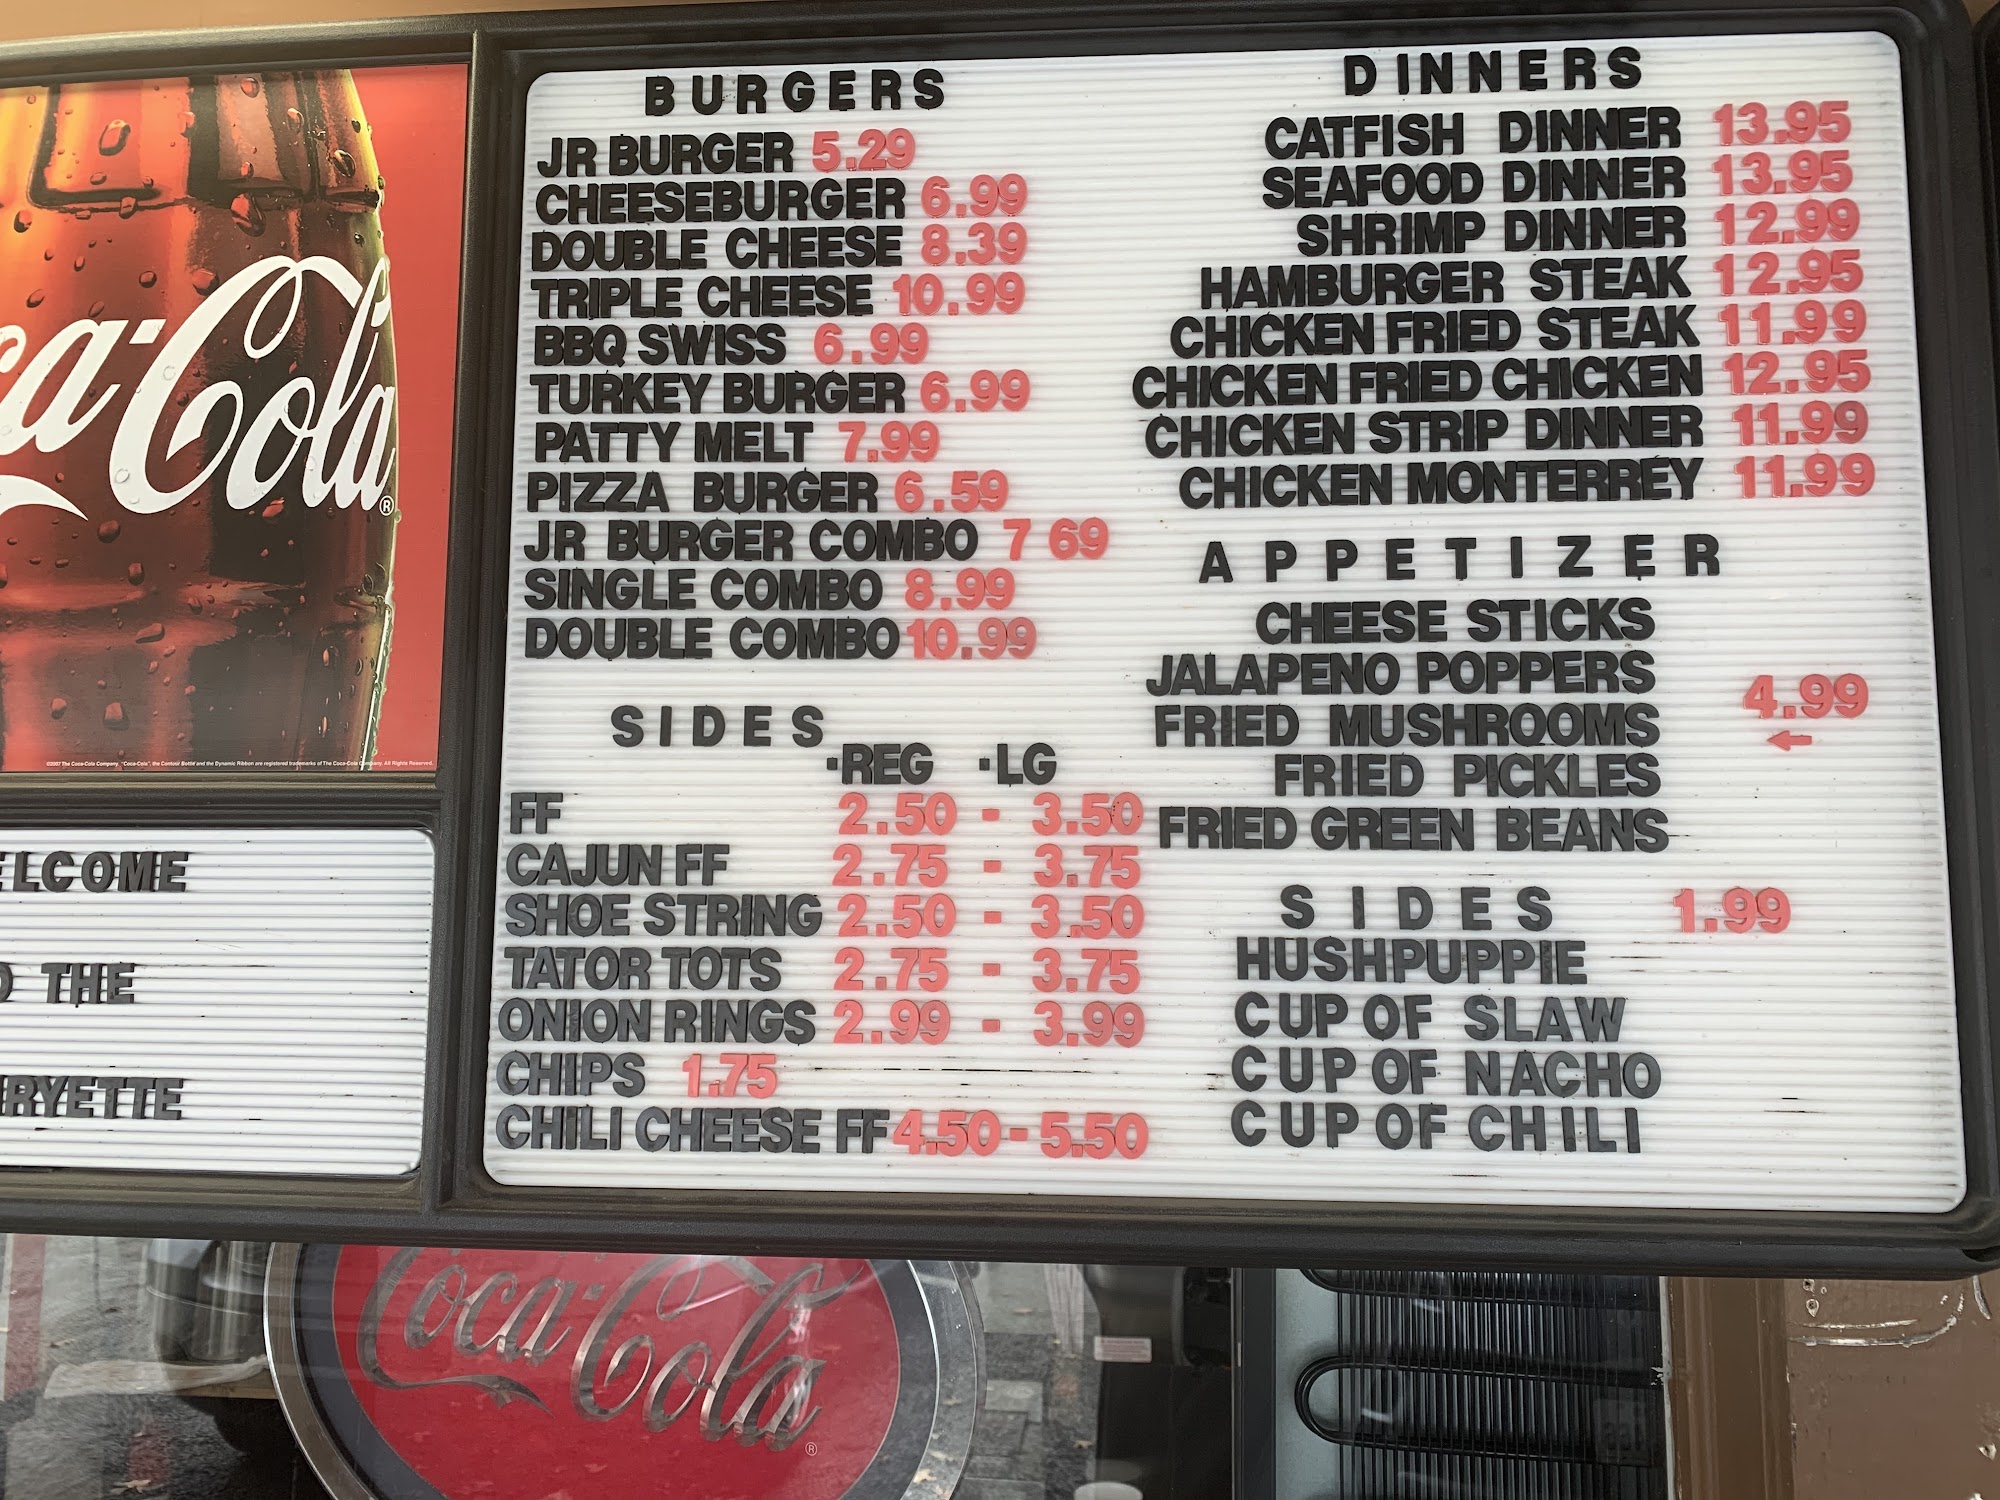 Coca-Cola
ELCOME
O THE
IRYETTE
BURGERS
JR BURGER 5.29
CHEESEBURGER 6.99
DOUBLE CHEESE 8.39
TRIPLE CHEESE 10.99
BBQ SWISS 6.99
TURKEY BURGER 6.99
PATTY MELT 7.99
PIZZA BURGER 6.59
JR BURGER COMBO 7 69
SINGLE COMBO 8.99
DOUBLE COMBO 10.99
SIDES
·REG ·LG
FF 2.50 - 3.50
CAJUN FF 2.75 - 3.75
SHOE STRING 2.50 - 3.50
TATOR TOTS 2.75 - 3.75
ONION RINGS 2.99 - 3.99
CHIPS 1.75
CHILI CHEESE FF 4.50 - 5.50
DINNERS
CATFISH DINNER 13.95
SEAFOOD DINNER 13.95
SHRIMP DINNER 12.99
HAMBURGER STEAK 12.95
CHICKEN FRIED STEAK 11.99
CHICKEN FRIED CHICKEN 12.95
CHICKEN STRIP DINNER 11.99
CHICKEN MONTERREY 11.99
APPETIZER
CHEESE STICKS
JALAPENO POPPERS
4.99
FRIED MUSHROOMS
FRIED PICKLES
FRIED GREEN BEANS
SIDES 1.99
HUSHPUPPIE
CUP OF SLAW
CUP OF NACHO
CUP OF CHILI
Coca-Cola